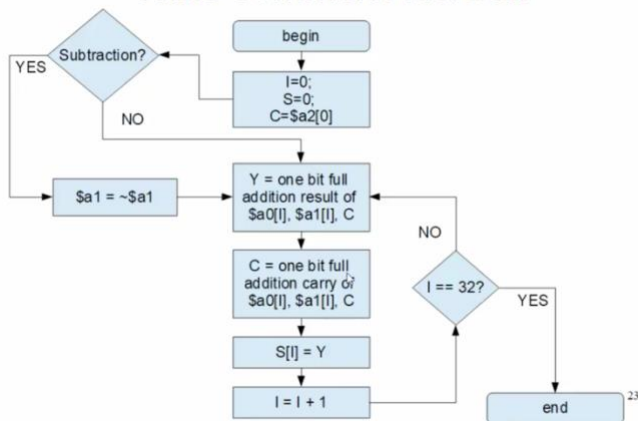 begin
I=0;
S=0;
C=$a2[0]
Subtraction?
YES
NO
$a1 = ~$a1
Y = one bit full
addition result of
$a0[I], $a1[I], C
C = one bit full
addition carry of
$a0[I], $a1[I], C
S[I] = Y
I = I + 1
I == 32?
NO
YES
end
23